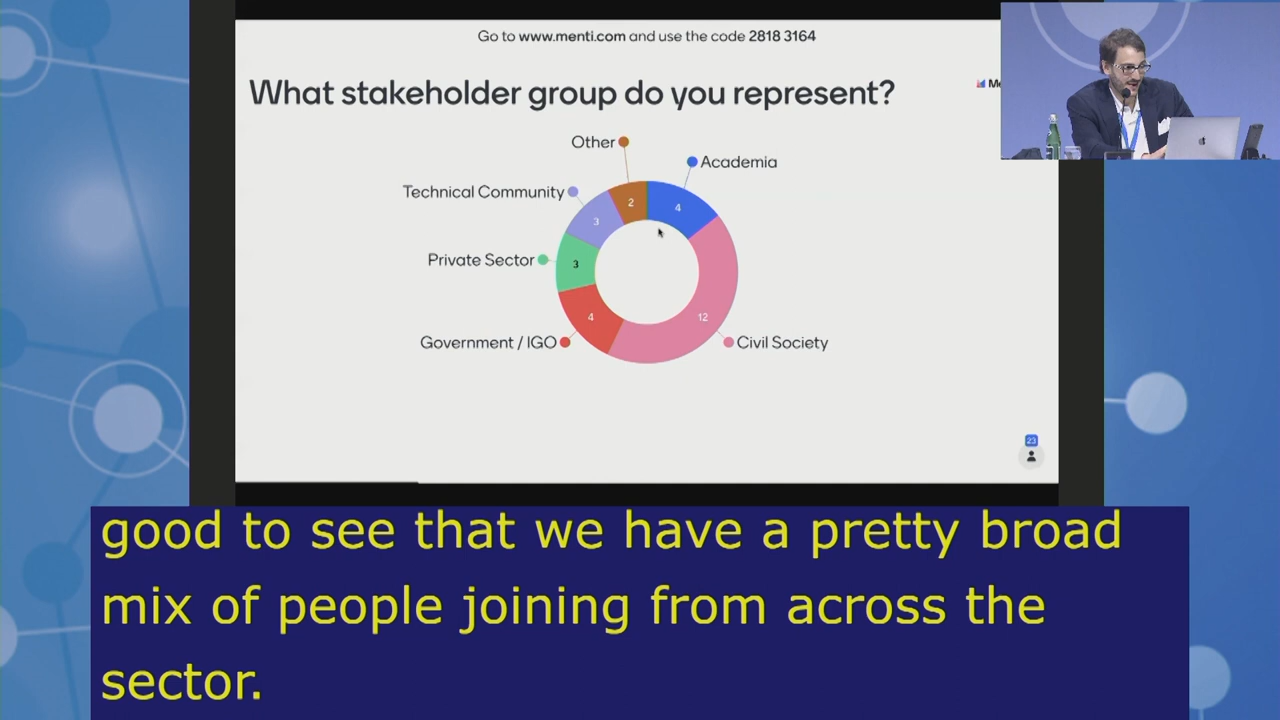 Go to www.menti.com and use the code 2818 3164
What stakeholder group do you represent?
Other
Academia
Technical Community
Private Sector
Government / IGO
Civil Society
2
4
3
3
4
12
23
good to see that we have a pretty broad
mix of people joining from across the
sector.